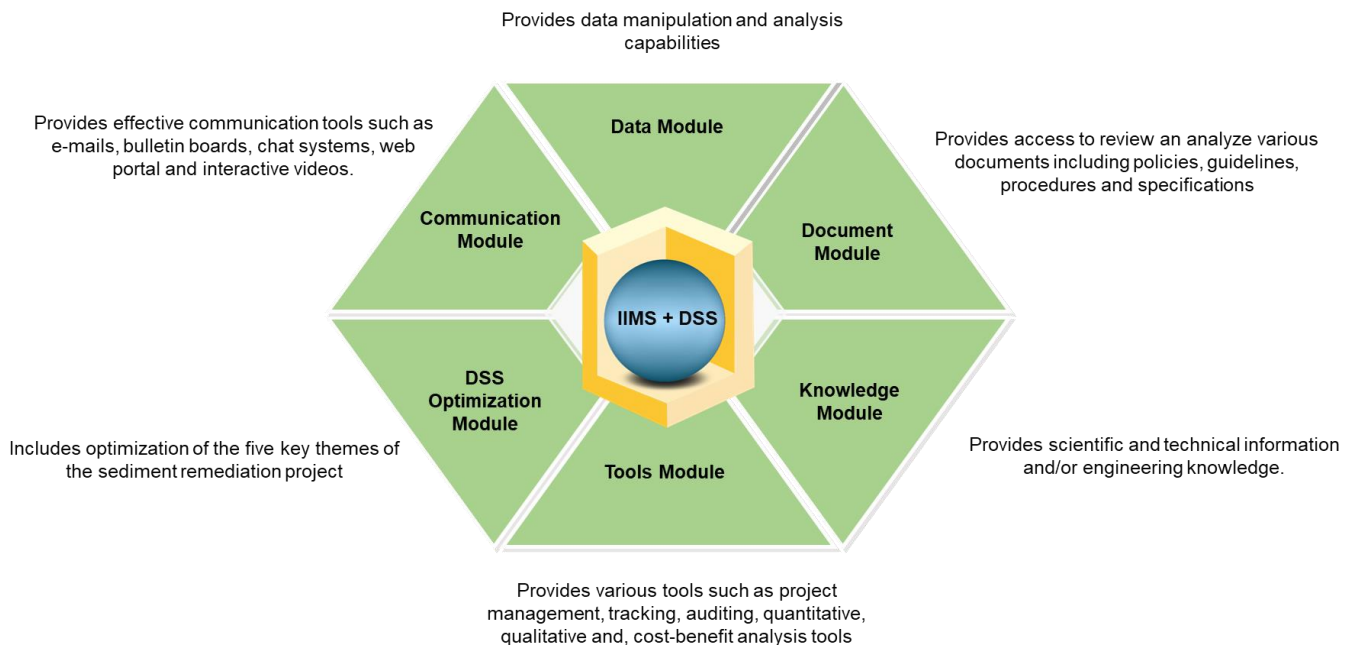 Provides data manipulation and analysis
capabilities
Data Module
Provides effective communication tools such as
e-mails, bulletin boards, chat systems, web
portal and interactive videos.
Communication
Module
Provides access to review an analyze various
documents including policies, guidelines,
procedures and specifications
Document
Module
IIMS + DSS
DSS
Optimization
Module
Includes optimization of the five key themes of
the sediment remediation project
Knowledge
Module
Provides scientific and technical information
and/or engineering knowledge.
Tools Module
Provides various tools such as project
management, tracking, auditing, quantitative,
qualitative and, cost-benefit analysis tools